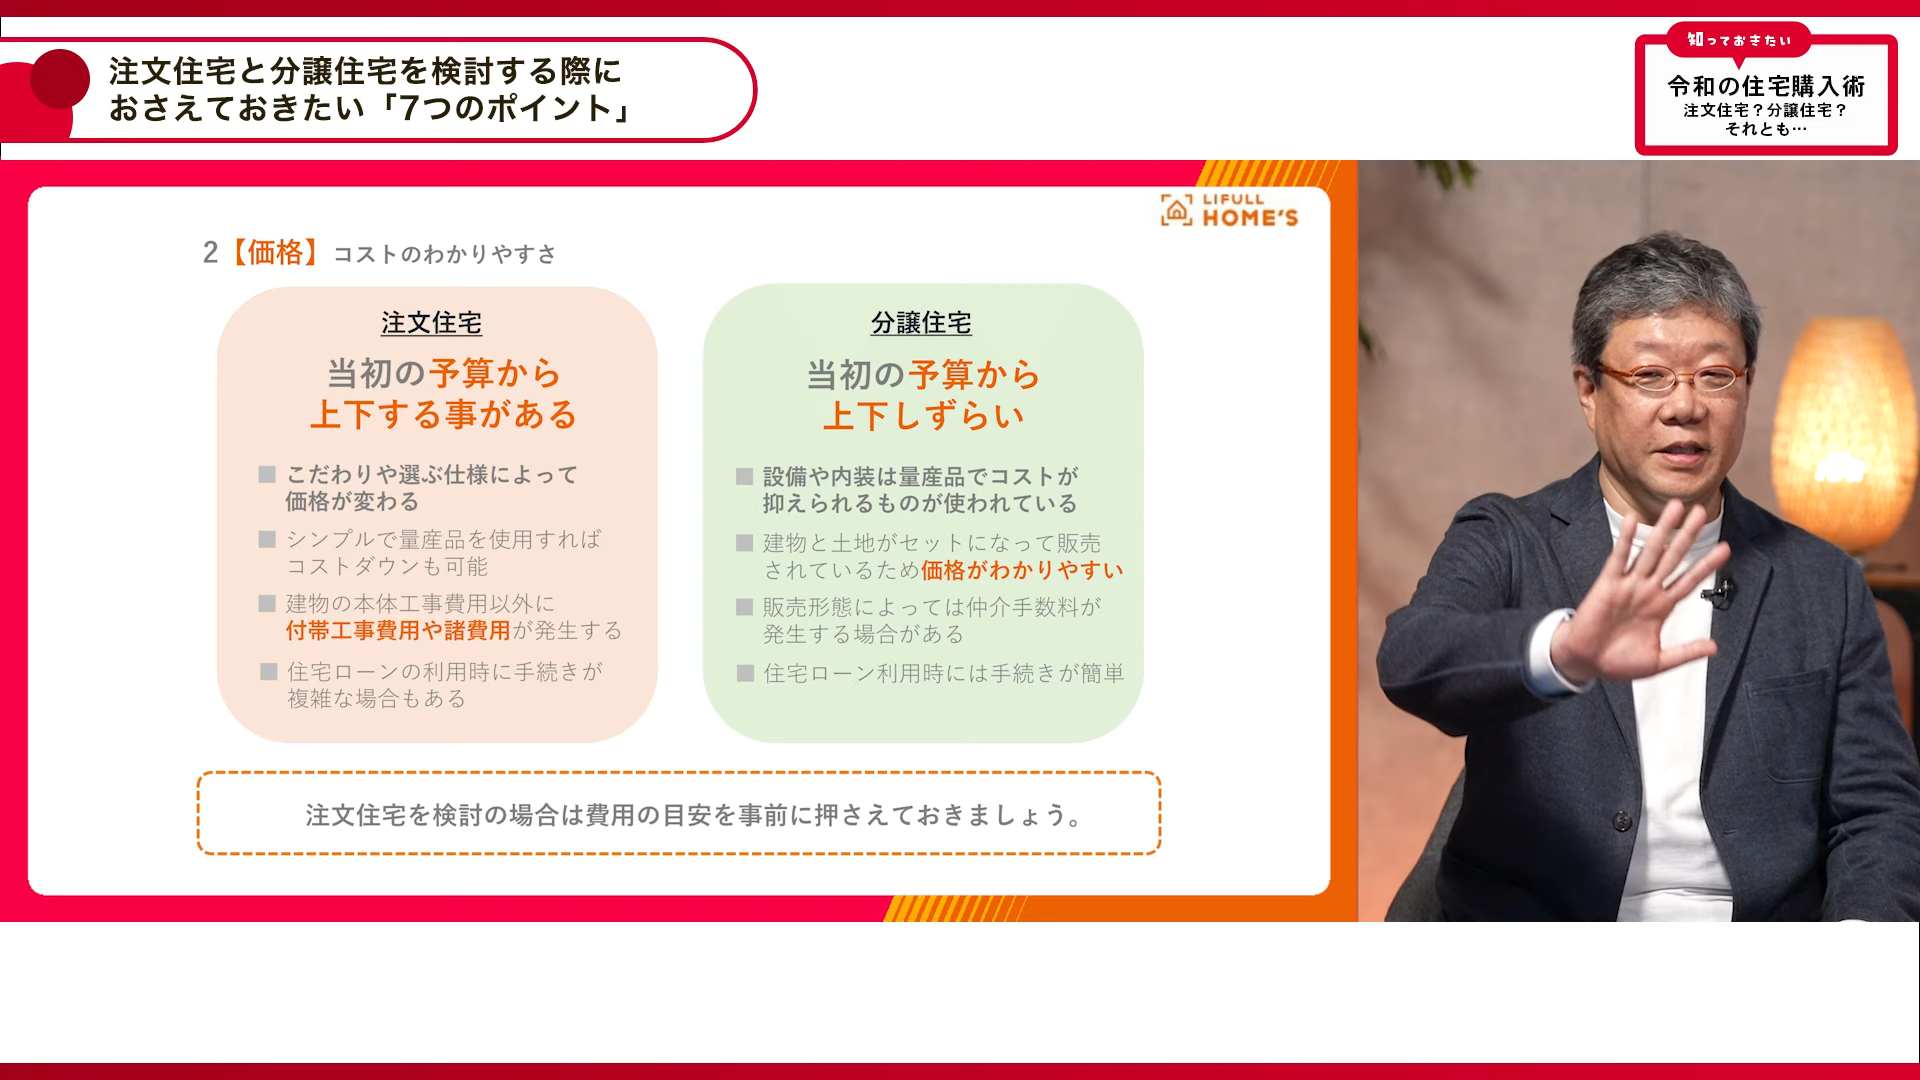 注文住宅と分譲住宅を検討する際に
おさえておきたい「7つのポイント」
知っておきたい
令和の住宅購入術
注文住宅？分譲住宅？
それとも…
LIFULL
HOME'S
2【価格】コストのわかりやすさ
注文住宅
当初の予算から
上下する事がある
■ こだわりや選ぶ仕様によって
価格が変わる
■ シンプルで量産品を使用すれば
コストダウンも可能
■ 建物の本体工事費用以外に
付帯工事費用や諸費用が発生する
■ 住宅ローンの利用時に手続きが
複雑な場合もある
分譲住宅
当初の予算から
上下しずらい
■ 設備や内装は量産品でコストが
抑えられるものが使われている
■ 建物と土地がセットになって販売
されているため価格がわかりやすい
■ 販売形態によっては仲介手数料が
発生する場合がある
■ 住宅ローン利用時には手続きが簡単
注文住宅を検討の場合は費用の目安を事前に押さえておきましょう。